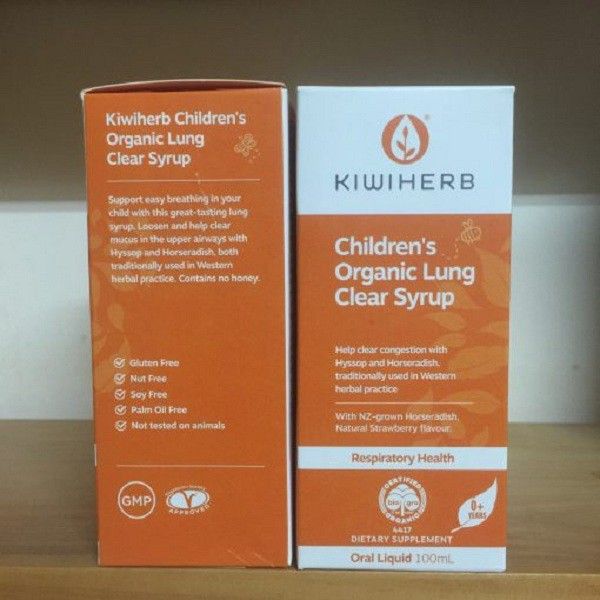 Kiwiherb Children's
Organic Lung
Clear Syrup
Support easy breathing in your
child with this great-tasting lung
syrup. Loosen and help clear
mucus in the upper airways with
Hyssop and Horseradish, both
traditionally used in Western
herbal practice. Contains no honey.
Gluten Free
Nut Free
Soy Free
Palm Oil Free
Not tested on animals
GMP
APPROVED
KIWIHERB
Children's
Organic Lung
Clear Syrup
Help clear congestion with
Hyssop and Horseradish,
traditionally used in Western
herbal practice
With NZ-grown Horseradish.
Natural Strawberry flavour.
Respiratory Health
CERTIFIED
bio gro
ORGANIC
4417
0+
YEARS
DIETARY SUPPLEMENT
Oral Liquid 100mL